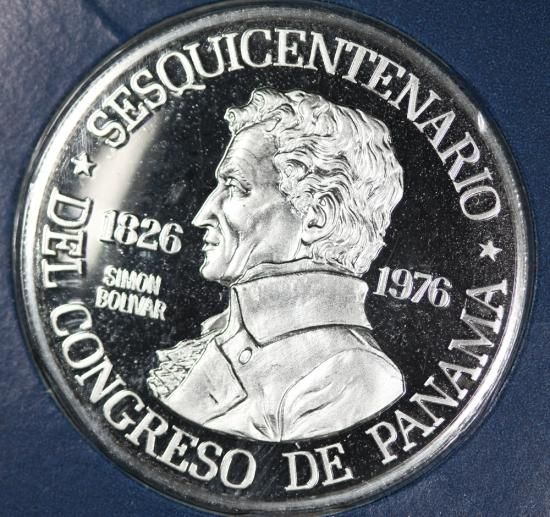 SESQUICENTENARIO
DEL CONGRESO DE PANAMA
1826
1976
SIMON
BOLIVAR